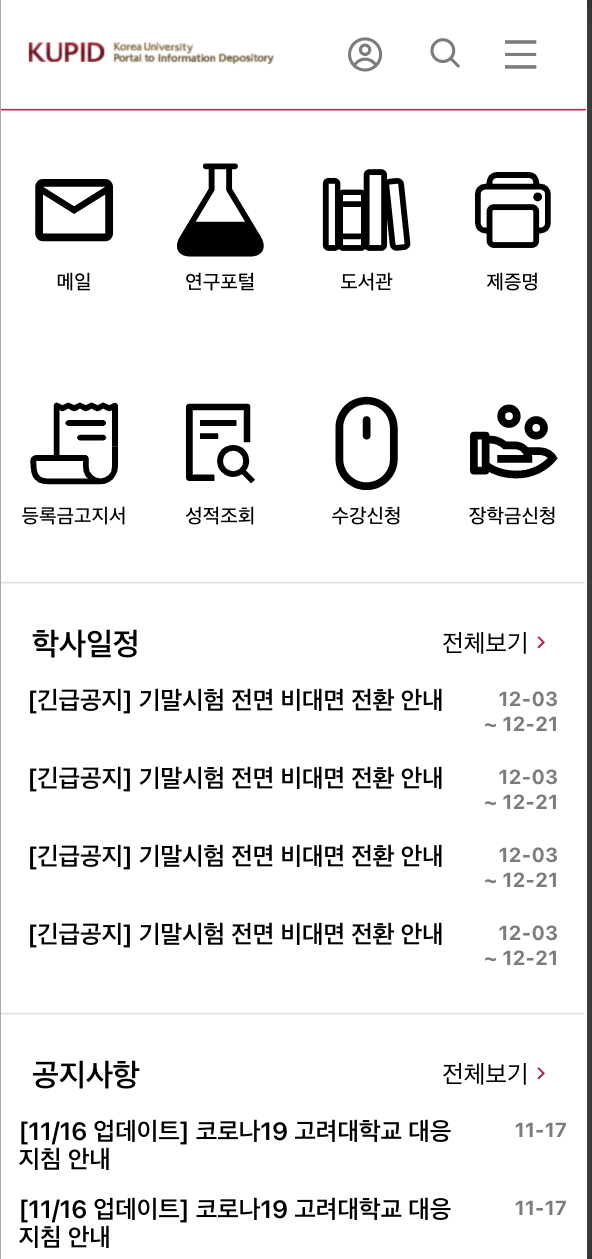 KUPID Korea University
Portal to Information Depository
메일 연구포털 도서관 제증명
등록금고지서 성적조회 수강신청 장학금신청
학사일정 전체보기 >
[긴급공지] 기말시험 전면 비대면 전환 안내 12-03
~ 12-21
[긴급공지] 기말시험 전면 비대면 전환 안내 12-03
~ 12-21
[긴급공지] 기말시험 전면 비대면 전환 안내 12-03
~ 12-21
[긴급공지] 기말시험 전면 비대면 전환 안내 12-03
~ 12-21
공지사항 전체보기 >
[11/16 업데이트] 코로나19 고려대학교 대응 11-17
지침 안내
[11/16 업데이트] 코로나19 고려대학교 대응 11-17
지침 안내